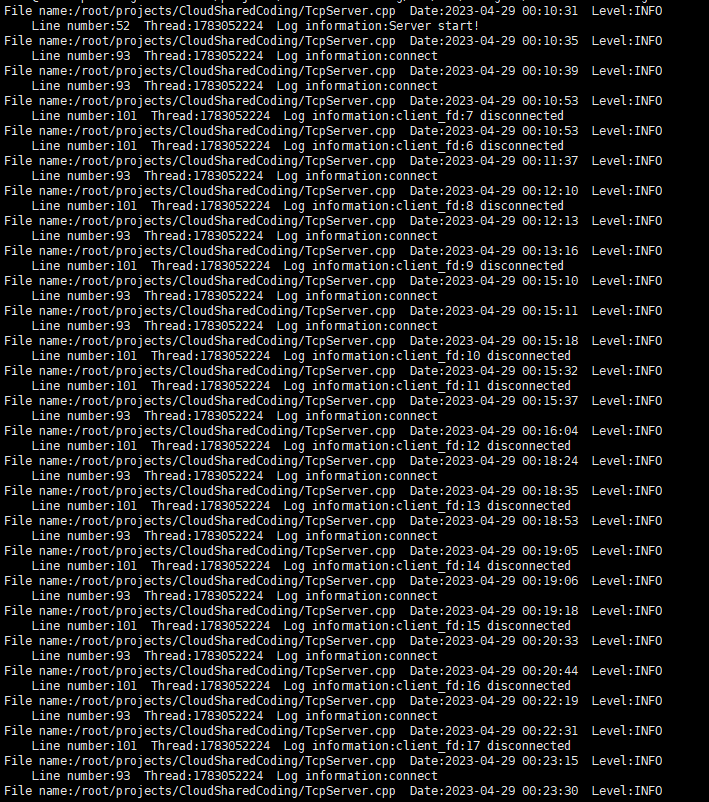 File name:/root/projects/CloudSharedCoding/TcpServer.cpp  Date:2023-04-29 00:10:31  Level:INFO
    Line number:52  Thread:1783052224  Log information:Server start!
File name:/root/projects/CloudSharedCoding/TcpServer.cpp  Date:2023-04-29 00:10:35  Level:INFO
    Line number:93  Thread:1783052224  Log information:connect
File name:/root/projects/CloudSharedCoding/TcpServer.cpp  Date:2023-04-29 00:10:39  Level:INFO
    Line number:93  Thread:1783052224  Log information:connect
File name:/root/projects/CloudSharedCoding/TcpServer.cpp  Date:2023-04-29 00:10:53  Level:INFO
    Line number:101  Thread:1783052224  Log information:client_fd:7 disconnected
File name:/root/projects/CloudSharedCoding/TcpServer.cpp  Date:2023-04-29 00:10:53  Level:INFO
    Line number:101  Thread:1783052224  Log information:client_fd:6 disconnected
File name:/root/projects/CloudSharedCoding/TcpServer.cpp  Date:2023-04-29 00:11:37  Level:INFO
    Line number:93  Thread:1783052224  Log information:connect
File name:/root/projects/CloudSharedCoding/TcpServer.cpp  Date:2023-04-29 00:12:10  Level:INFO
    Line number:101  Thread:1783052224  Log information:client_fd:8 disconnected
File name:/root/projects/CloudSharedCoding/TcpServer.cpp  Date:2023-04-29 00:12:13  Level:INFO
    Line number:93  Thread:1783052224  Log information:connect
File name:/root/projects/CloudSharedCoding/TcpServer.cpp  Date:2023-04-29 00:13:16  Level:INFO
    Line number:101  Thread:1783052224  Log information:client_fd:9 disconnected
File name:/root/projects/CloudSharedCoding/TcpServer.cpp  Date:2023-04-29 00:15:10  Level:INFO
    Line number:93  Thread:1783052224  Log information:connect
File name:/root/projects/CloudSharedCoding/TcpServer.cpp  Date:2023-04-29 00:15:11  Level:INFO
    Line number:93  Thread:1783052224  Log information:connect
File name:/root/projects/CloudSharedCoding/TcpServer.cpp  Date:2023-04-29 00:15:18  Level:INFO
    Line number:101  Thread:1783052224  Log information:client_fd:10 disconnected
File name:/root/projects/CloudSharedCoding/TcpServer.cpp  Date:2023-04-29 00:15:32  Level:INFO
    Line number:101  Thread:1783052224  Log information:client_fd:11 disconnected
File name:/root/projects/CloudSharedCoding/TcpServer.cpp  Date:2023-04-29 00:15:37  Level:INFO
    Line number:93  Thread:1783052224  Log information:connect
File name:/root/projects/CloudSharedCoding/TcpServer.cpp  Date:2023-04-29 00:16:04  Level:INFO
    Line number:101  Thread:1783052224  Log information:client_fd:12 disconnected
File name:/root/projects/CloudSharedCoding/TcpServer.cpp  Date:2023-04-29 00:18:24  Level:INFO
    Line number:93  Thread:1783052224  Log information:connect
File name:/root/projects/CloudSharedCoding/TcpServer.cpp  Date:2023-04-29 00:18:35  Level:INFO
    Line number:101  Thread:1783052224  Log information:client_fd:13 disconnected
File name:/root/projects/CloudSharedCoding/TcpServer.cpp  Date:2023-04-29 00:18:53  Level:INFO
    Line number:93  Thread:1783052224  Log information:connect
File name:/root/projects/CloudSharedCoding/TcpServer.cpp  Date:2023-04-29 00:19:05  Level:INFO
    Line number:101  Thread:1783052224  Log information:client_fd:14 disconnected
File name:/root/projects/CloudSharedCoding/TcpServer.cpp  Date:2023-04-29 00:19:06  Level:INFO
    Line number:93  Thread:1783052224  Log information:connect
File name:/root/projects/CloudSharedCoding/TcpServer.cpp  Date:2023-04-29 00:19:18  Level:INFO
    Line number:101  Thread:1783052224  Log information:client_fd:15 disconnected
File name:/root/projects/CloudSharedCoding/TcpServer.cpp  Date:2023-04-29 00:20:33  Level:INFO
    Line number:93  Thread:1783052224  Log information:connect
File name:/root/projects/CloudSharedCoding/TcpServer.cpp  Date:2023-04-29 00:20:44  Level:INFO
    Line number:101  Thread:1783052224  Log information:client_fd:16 disconnected
File name:/root/projects/CloudSharedCoding/TcpServer.cpp  Date:2023-04-29 00:22:19  Level:INFO
    Line number:93  Thread:1783052224  Log information:connect
File name:/root/projects/CloudSharedCoding/TcpServer.cpp  Date:2023-04-29 00:22:31  Level:INFO
    Line number:101  Thread:1783052224  Log information:client_fd:17 disconnected
File name:/root/projects/CloudSharedCoding/TcpServer.cpp  Date:2023-04-29 00:23:15  Level:INFO
    Line number:93  Thread:1783052224  Log information:connect
File name:/root/projects/CloudSharedCoding/TcpServer.cpp  Date:2023-04-29 00:23:30  Level:INFO